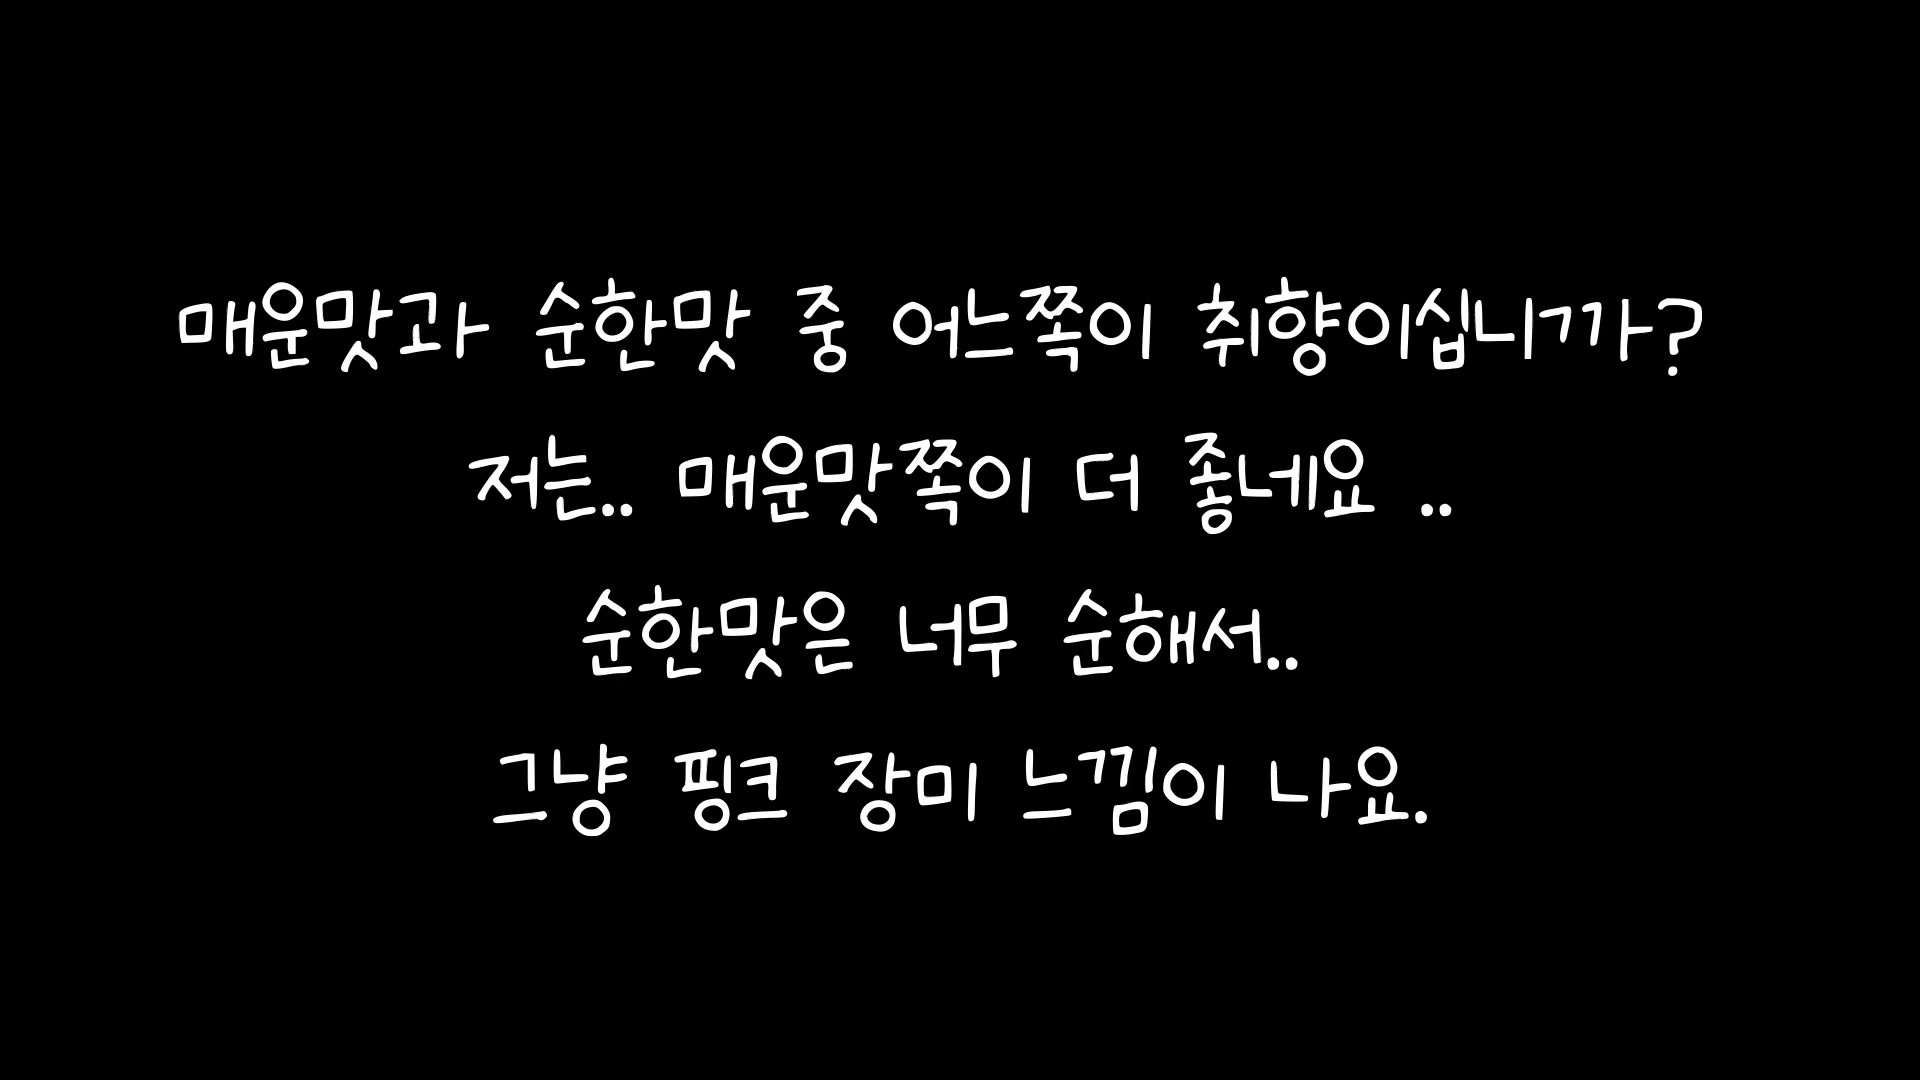 매운맛과 순한맛 중 어느쪽이 취향이십니까?
저는.. 매운맛쪽이 더 좋네요 ..
순한맛은 너무 순해서..
그냥 핑크 장미 느낌이 나요.